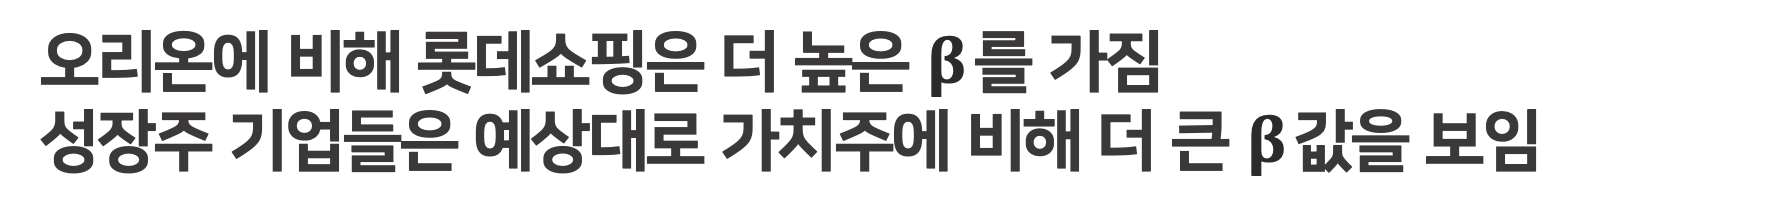 오리온에 비해 롯데쇼핑은 더 높은 β를 가짐
성장주 기업들은 예상대로 가치주에 비해 더 큰 β값을 보임